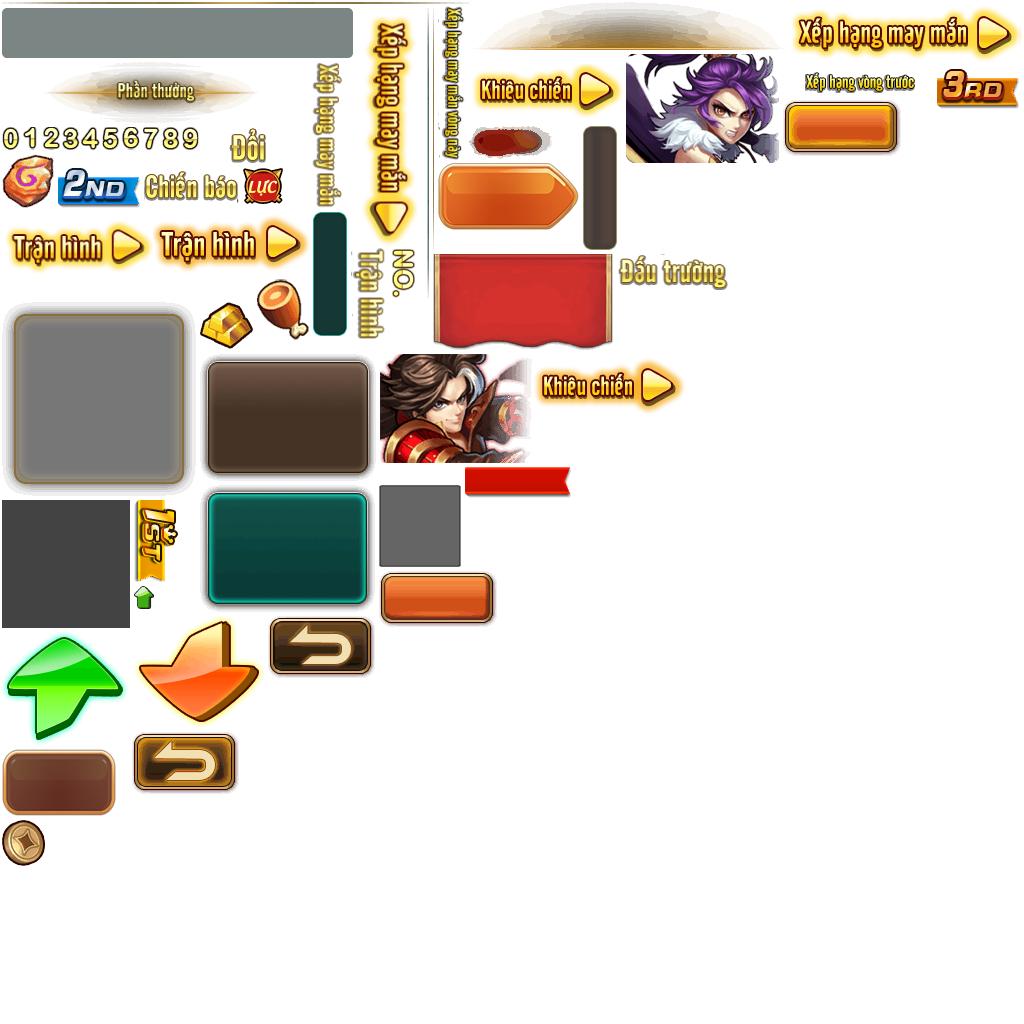 Xếp hạng may mắn
Xếp hạng may mắn vòng này
Xếp hạng may mắn
Xếp hạng may mắn
Khiêu chiến
Xếp hạng vòng trước
3RD
Phần thưởng
0123456789
Đổi
2ND
Chiến báo
LỰC
Trận hình
Trận hình
NO.
Trận hình
Đấu trường
Khiêu chiến
1ST